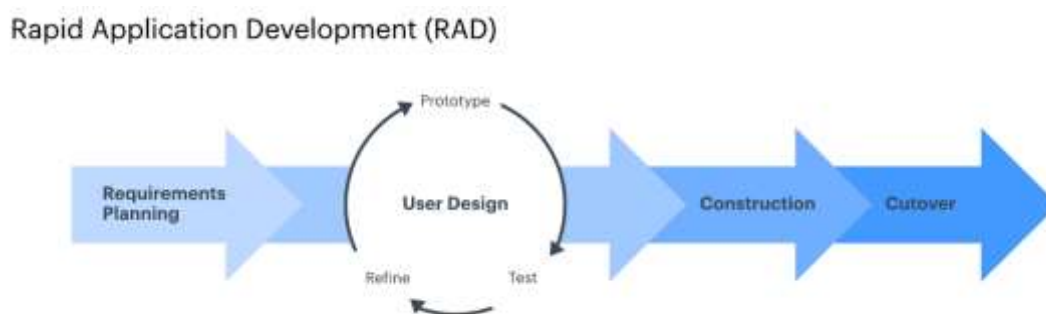 Rapid Application Development (RAD)
Prototype
Requirements
Planning
User Design
Construction
Cutover
Refine
Test